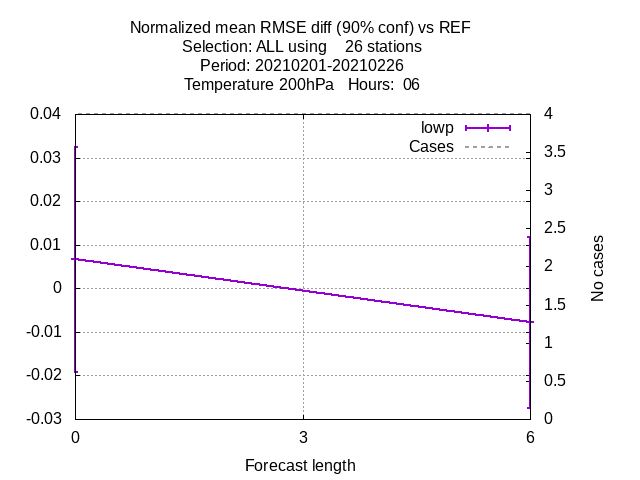 Normalized mean RMSE diff (90% conf) vs REF
Selection: ALL using    26 stations
Period: 20210201-20210226
Temperature 200hPa   Hours:  06
0.04
0.03
0.02
0.01
0
-0.01
-0.02
-0.03
4
3.5
3
2.5
2
1.5
1
0.5
0
lowp
Cases
No cases
0
3
6
Forecast length